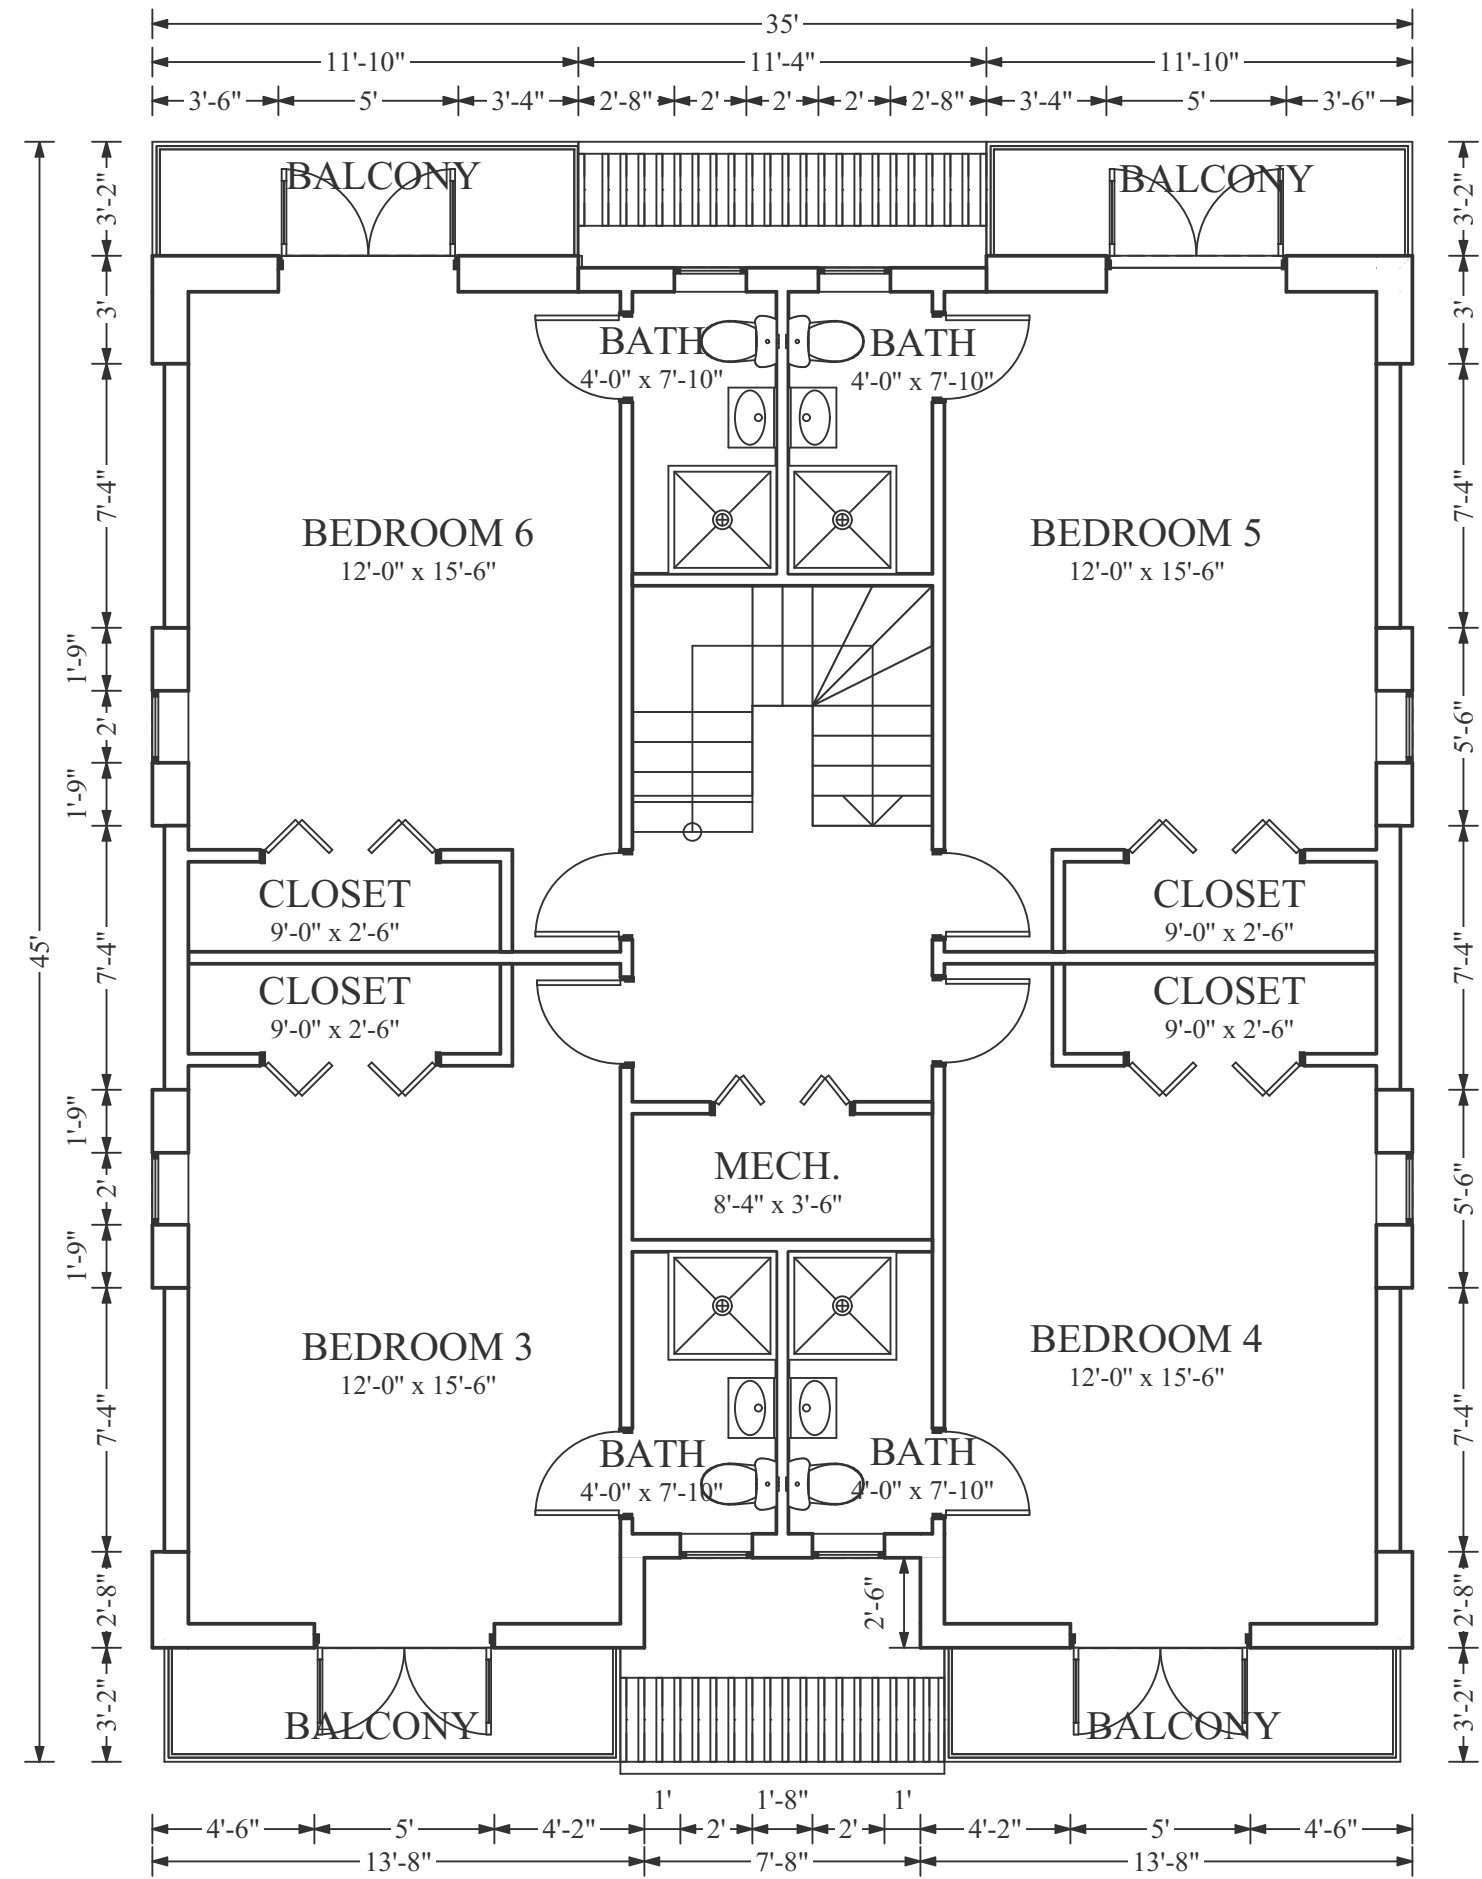 35'
11'-10" 11'-4" 11'-10"
3'-6" 5' 3'-4" 2'-8" 2' 2' 2' 2'-8" 3'-4" 5' 3'-6"
BALCONY BALCONY
3'-2" 3'-2"
3' 3'
BATH BATH
4'-0" x 7'-10" 4'-0" x 7'-10"
7'-4" 7'-4"
BEDROOM 6 BEDROOM 5
12'-0" x 15'-6" 12'-0" x 15'-6"
1'-9"
2' 5'-6"
1'-9"
CLOSET CLOSET
9'-0" x 2'-6" 9'-0" x 2'-6"
45' 7'-4" 7'-4"
CLOSET CLOSET
9'-0" x 2'-6" 9'-0" x 2'-6"
1'-9"
MECH.
8'-4" x 3'-6"
2' 5'-6"
1'-9"
BEDROOM 3 BEDROOM 4
12'-0" x 15'-6" 12'-0" x 15'-6"
7'-4" 7'-4"
BATH BATH
4'-0" x 7'-10" 4'-0" x 7'-10"
2'-8" 2'-6" 2'-8"
3'-2" 3'-2"
BALCONY BALCONY
1' 1'-8" 1'
4'-6" 5' 4'-2" 2' 2' 4'-2" 5' 4'-6"
13'-8" 7'-8" 13'-8"